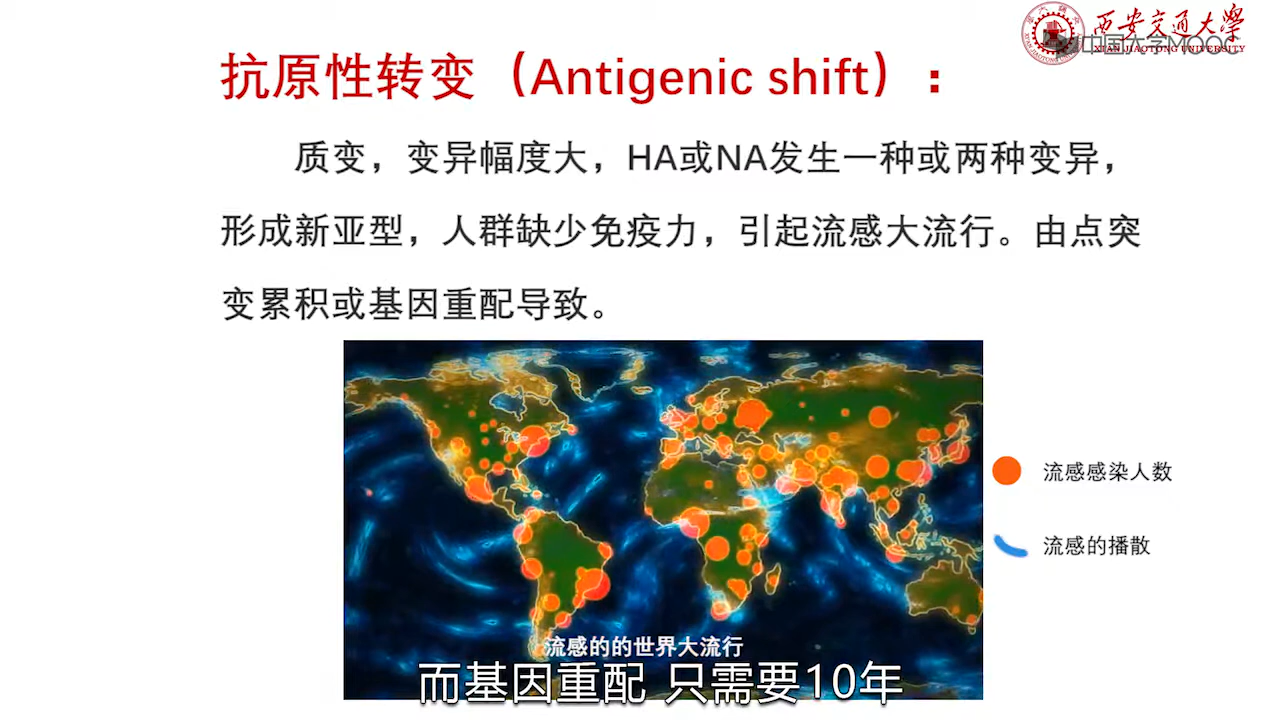 西安交通大學
中国大学MOOC
XI'AN JIAOTONG UNIVERSITY
抗原性转变（Antigenic shift）：
质变，变异幅度大，HA或NA发生一种或两种变异，
形成新亚型，人群缺少免疫力，引起流感大流行。由点突
变累积或基因重配导致。
流感感染人数
流感的播散
流感的的世界大流行
而基因重配 只需要10年